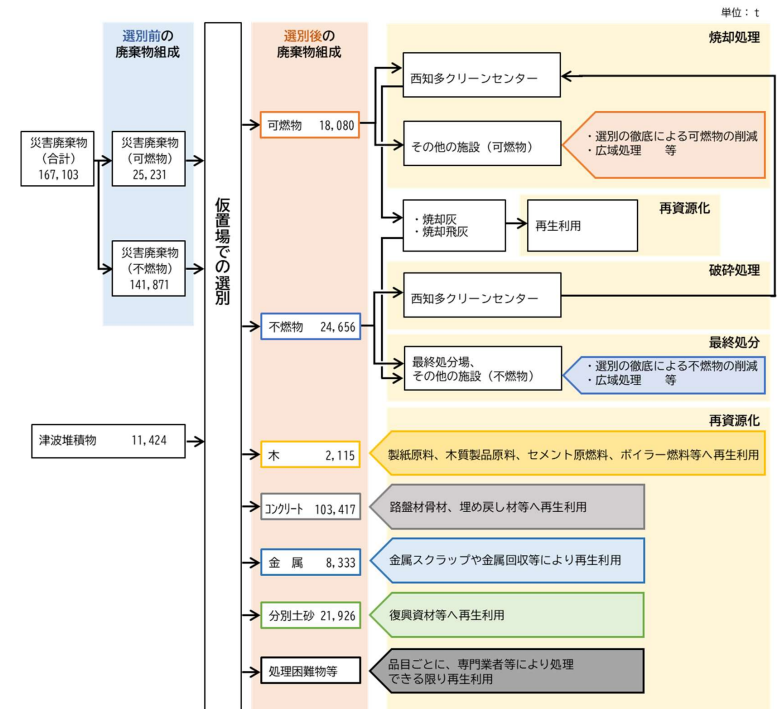 単位：t
選別前の
廃棄物組成
選別後の
廃棄物組成
焼却処理
西知多クリーンセンター
可燃物 18,080
その他の施設（可燃物）
・選別の徹底による可燃物の削減
・広域処理 等
災害廃棄物
（合計）
167,103
災害廃棄物
（可燃物）
25,231
災害廃棄物
（不燃物）
141,871
仮置場での選別
・焼却灰
・焼却飛灰
再資源化
再生利用
破砕処理
西知多クリーンセンター
不燃物 24,656
最終処分
最終処分場、
その他の施設（不燃物）
・選別の徹底による不燃物の削減
・広域処理 等
再資源化
津波堆積物 11,424
木 2,115
製紙原料、木質製品原料、セメント原燃料、ボイラー燃料等へ再生利用
コンクリート 103,417
路盤材骨材、埋め戻し材等へ再生利用
金 属 8,333
金属スクラップや金属回収等により再生利用
分別土砂 21,926
復興資材等へ再生利用
処理困難物等
品目ごとに、専門業者等により処理
できる限り再生利用